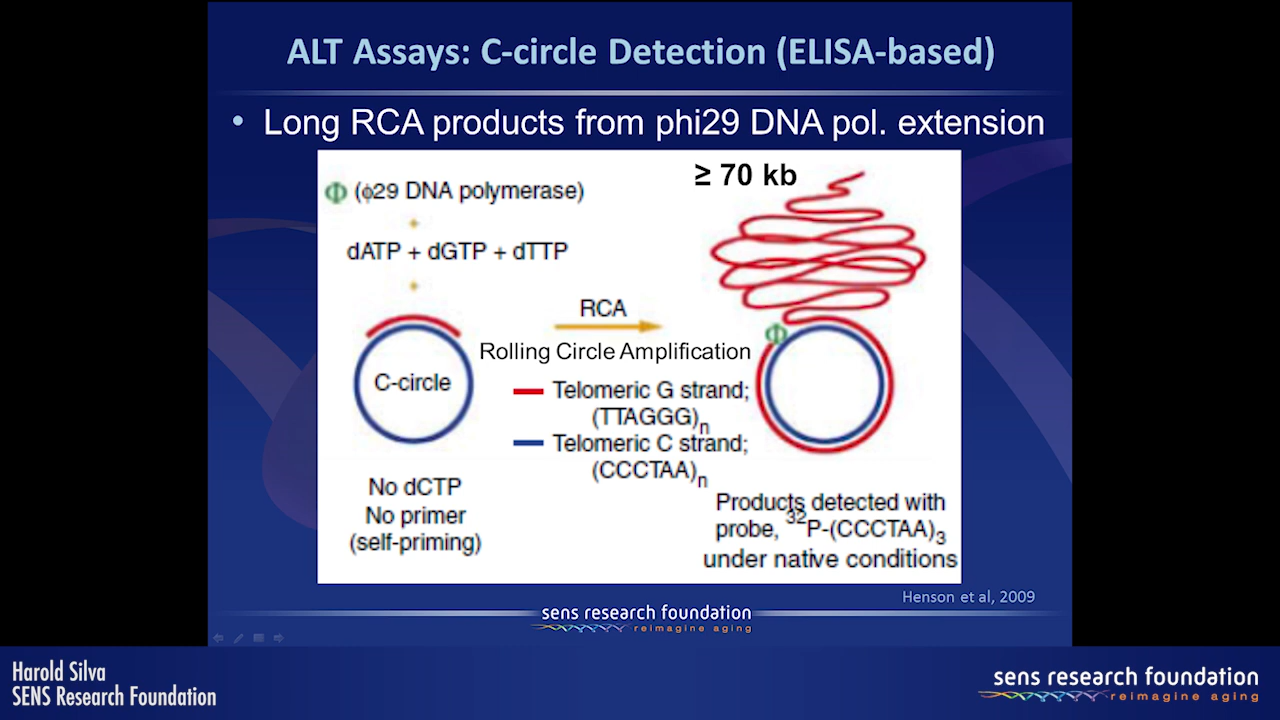 ALT Assays: C-circle Detection (ELISA-based)
• Long RCA products from phi29 DNA pol. extension
Φ (ϕ29 DNA polymerase)
+
dATP + dGTP + dTTP
+
C-circle
No dCTP
No primer
(self-priming)
RCA
Rolling Circle Amplification
Telomeric G strand;
(TTAGGG)n
Telomeric C strand;
(CCCTAA)n
≥ 70 kb
Φ
Products detected with
probe, 32P-(CCCTAA)3
under native conditions
Henson et al, 2009
sens research foundation
reimagine aging
Harold Silva
SENS Research Foundation
sens research foundation
reimagine aging